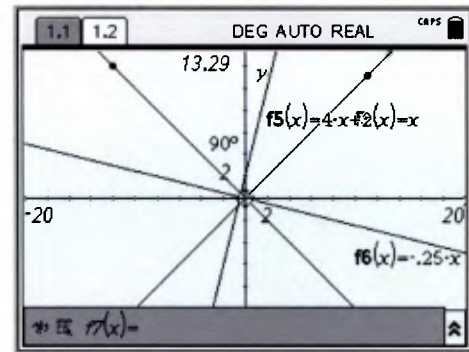 1.1 1.2 DEG AUTO REAL CAPS
13.29 y
f5(x)=4·x f2(x)=x
90°
2
-20 2 20
f6(x)=-.25·x
f7(x)=